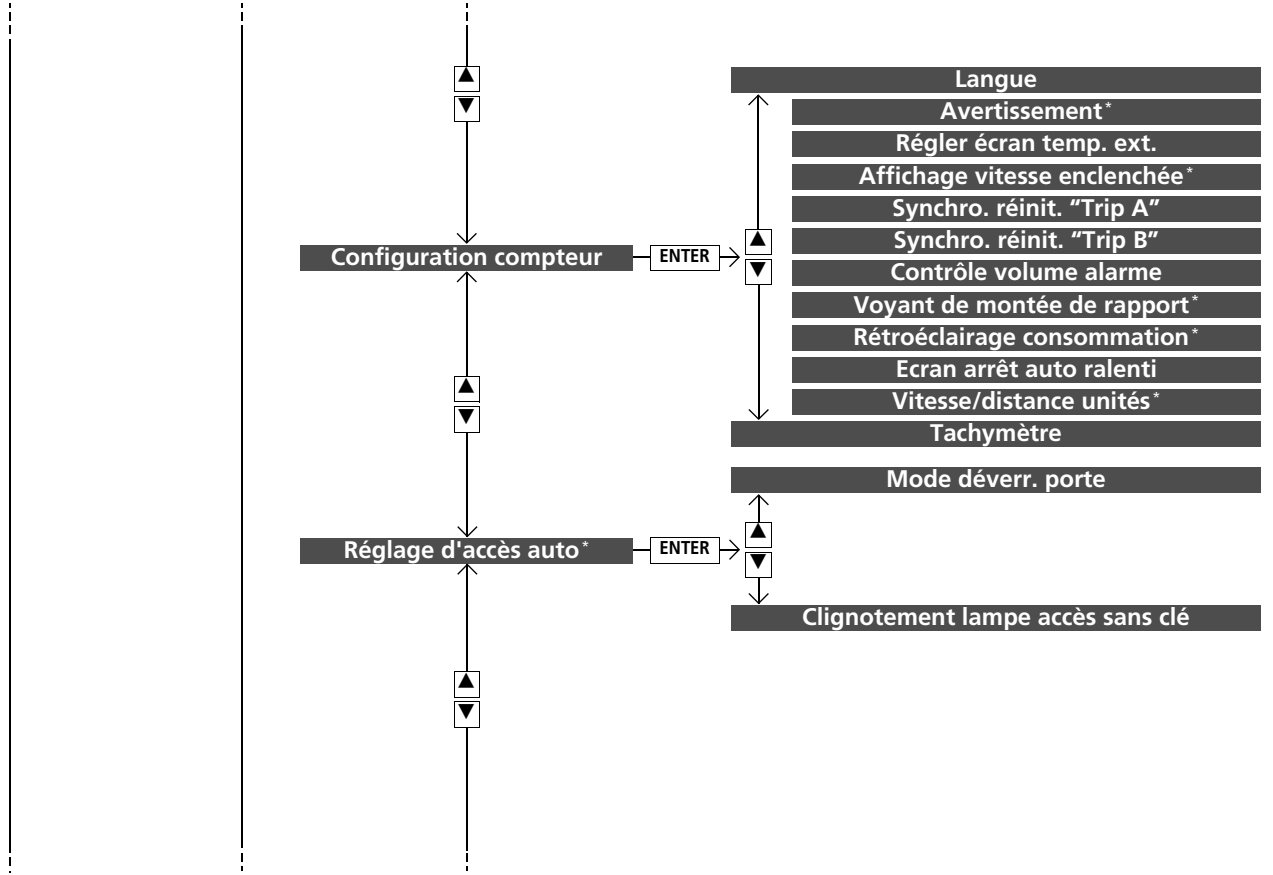 ▲
▼
Langue
Avertissement*
Régler écran temp. ext.
Affichage vitesse enclenchée*
Synchro. réinit. “Trip A”
Synchro. réinit. “Trip B”
Configuration compteur
ENTER
▲
▼
Contrôle volume alarme
Voyant de montée de rapport*
Rétroéclairage consommation*
Ecran arrêt auto ralenti
Vitesse/distance unités*
Tachymètre
▲
▼
Mode déverr. porte
Réglage d'accès auto*
ENTER
▲
▼
Clignotement lampe accès sans clé
▲
▼